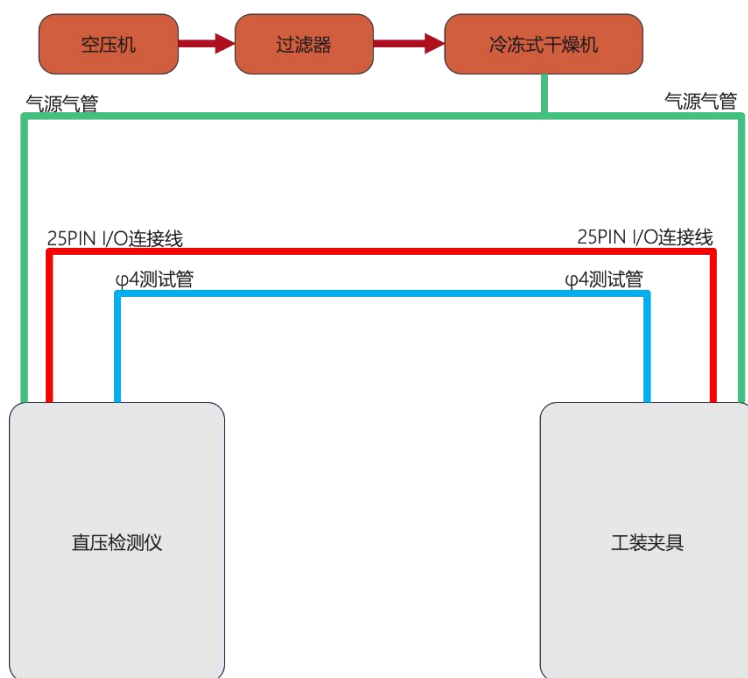 空压机
过滤器
冷冻式干燥机
气源气管
气源气管
25PIN I/O连接线
25PIN I/O连接线
φ4测试管
φ4测试管
直压检测仪
工装夹具